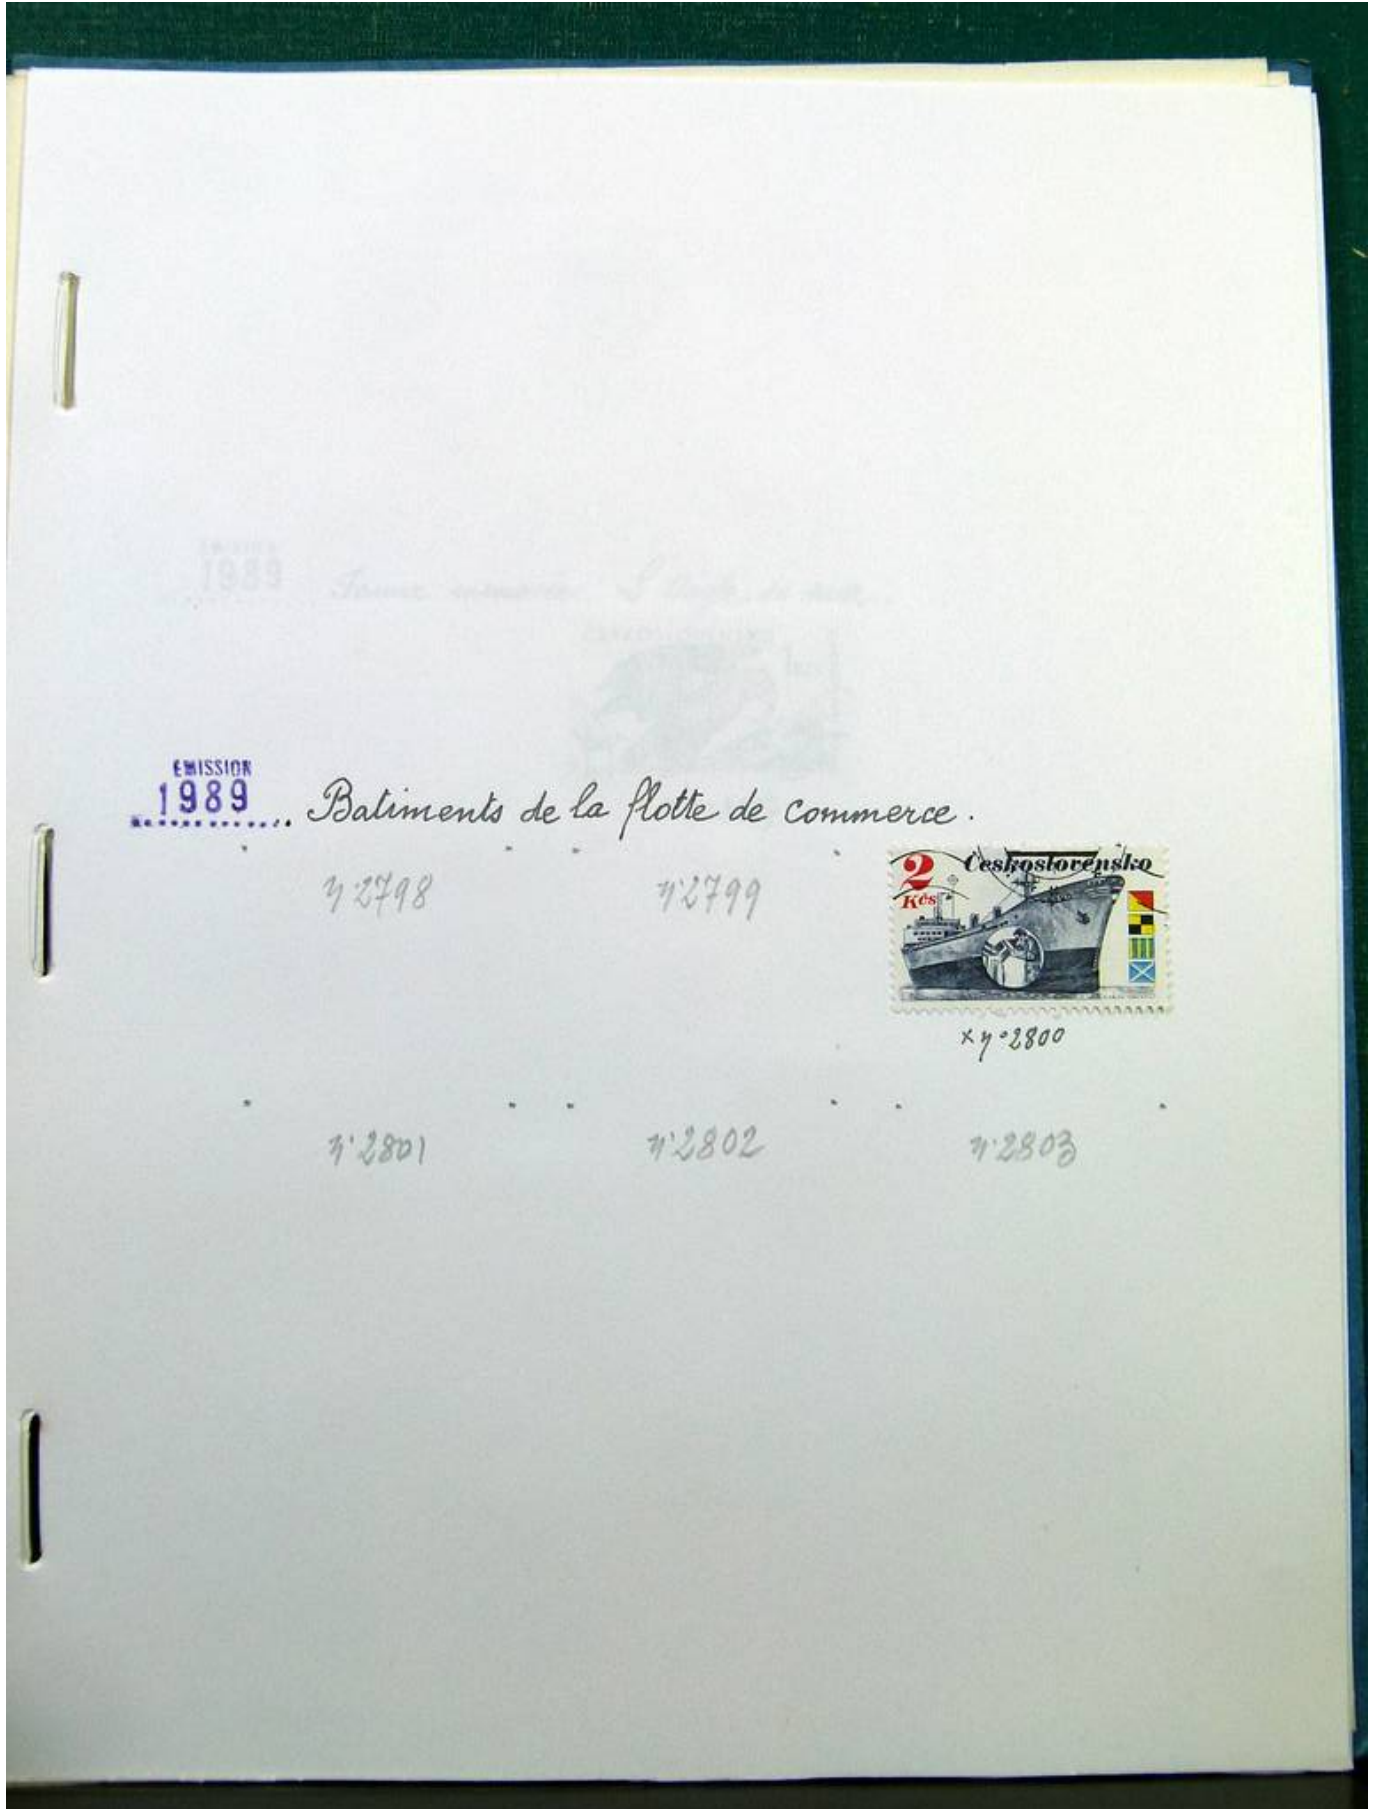 EMISSION
1989 Batiments de la flotte de commerce.
n°2798 n°2799
2 Kčs Československo
x n°2800
n°2801 n°2802 n°2803